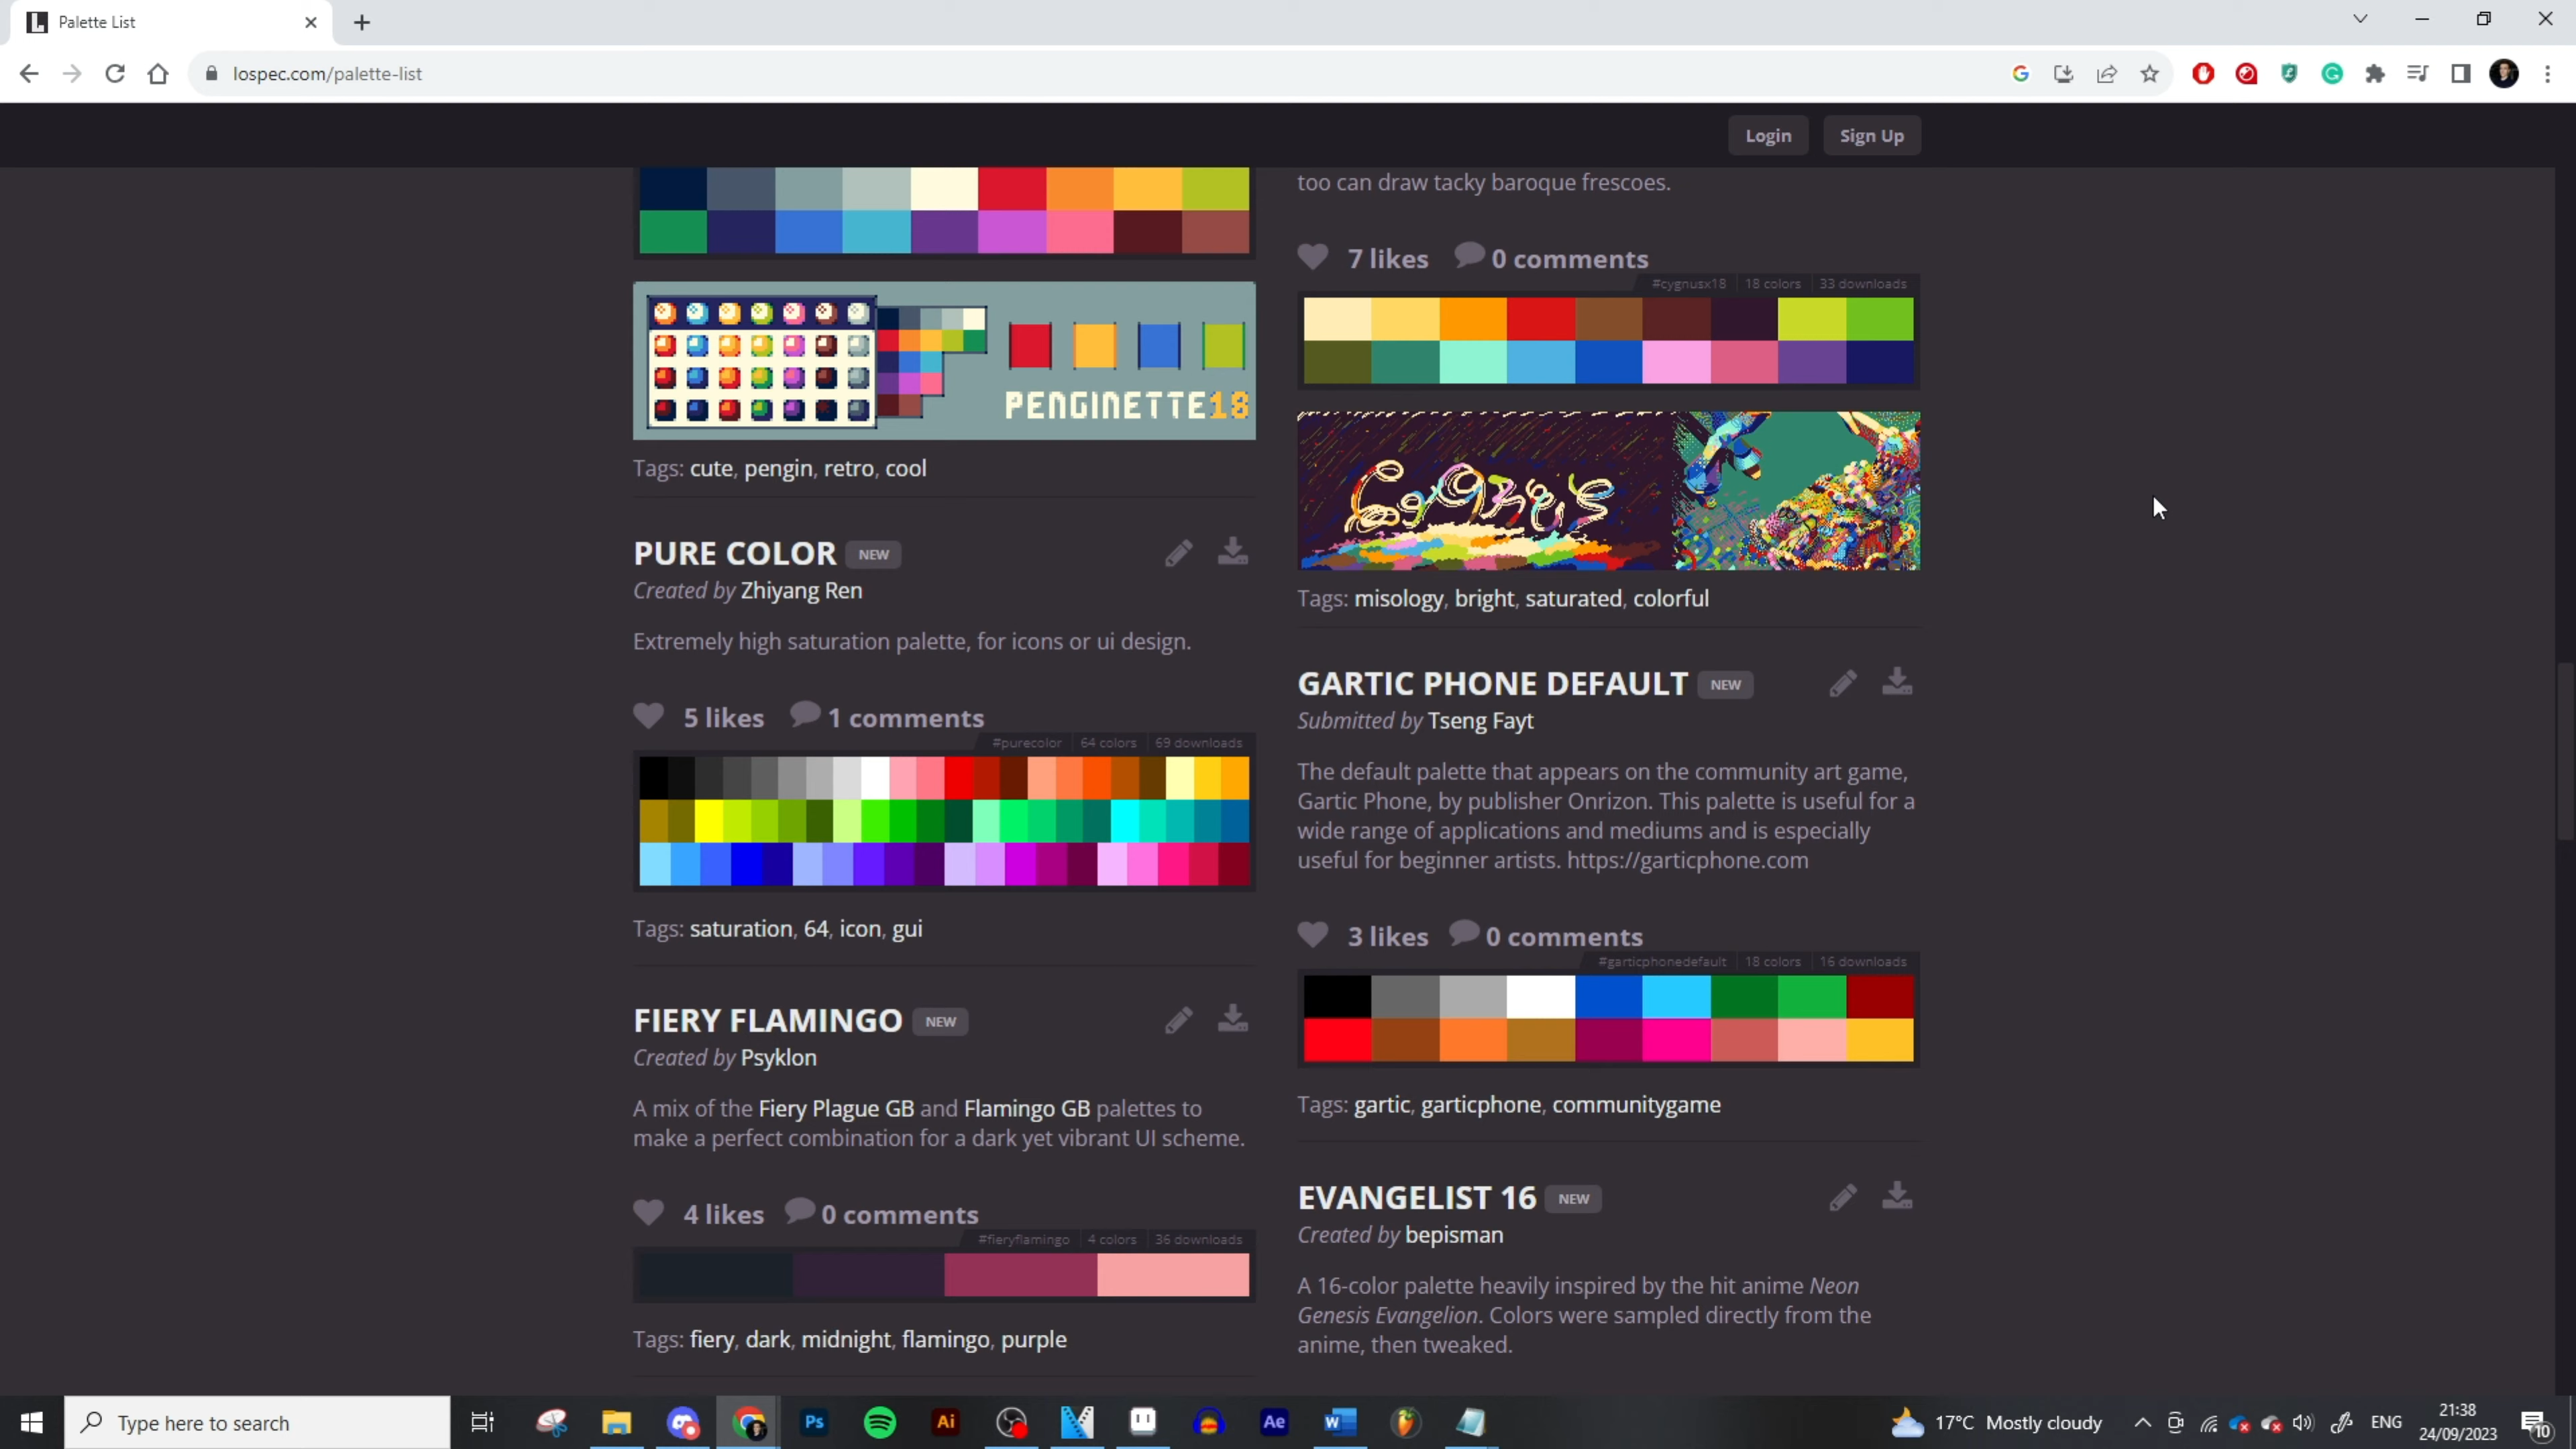 Palette List
lospec.com/palette-list
Login
Sign Up
PENGINETTE18
Tags: cute, pengin, retro, cool
PURE COLOR NEW
Created by Zhiyang Ren
Extremely high saturation palette, for icons or ui design.
5 likes 1 comments
#purecolor 64 colors 69 downloads
Tags: saturation, 64, icon, gui
FIERY FLAMINGO NEW
Created by Psyklon
A mix of the Fiery Plague GB and Flamingo GB palettes to
make a perfect combination for a dark yet vibrant UI scheme.
4 likes 0 comments
#fieryflamingo 4 colors 36 downloads
Tags: fiery, dark, midnight, flamingo, purple
too can draw tacky baroque frescoes.
7 likes 0 comments
#cygnusx18 18 colors 33 downloads
Tags: misology, bright, saturated, colorful
GARTIC PHONE DEFAULT NEW
Submitted by Tseng Fayt
The default palette that appears on the community art game,
Gartic Phone, by publisher Onrizon. This palette is useful for a
wide range of applications and mediums and is especially
useful for beginner artists. https://garticphone.com
3 likes 0 comments
#garticphonedefault 18 colors 16 downloads
Tags: gartic, garticphone, communitygame
EVANGELIST 16 NEW
Created by bepisman
A 16-color palette heavily inspired by the hit anime Neon
Genesis Evangelion. Colors were sampled directly from the
anime, then tweaked.
Type here to search
Ps
Ai
Ae
W
17°C Mostly cloudy
ENG
21:38
24/09/2023
10